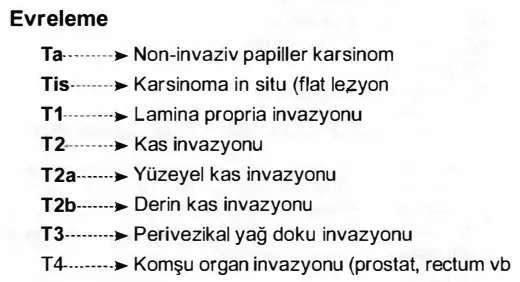 Evreleme
Ta--------► Non-invaziv papiller karsinom
Tis--------► Karsinoma in situ (flat lezyon
T1--------► Lamina propria invazyonu
T2--------► Kas invazyonu
T2a-------► Yüzeyel kas invazyonu
T2b-------► Derin kas invazyonu
T3--------► Perivezikal yağ doku invazyonu
T4--------► Komşu organ invazyonu (prostat, rectum vb